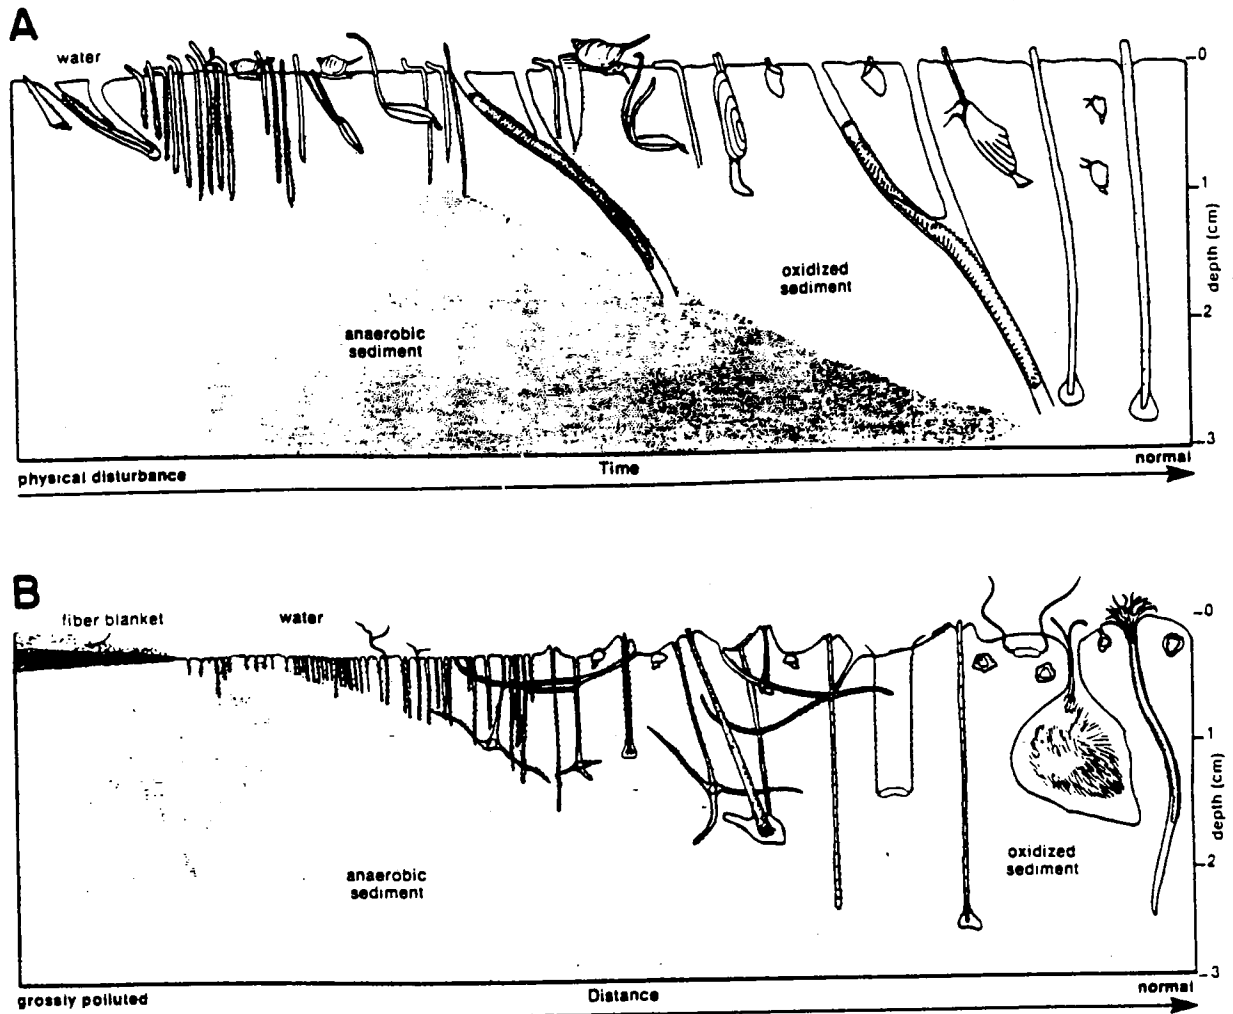 A
water
0
1
depth (cm)
2
3
oxidized
sediment
anaerobic
sediment
physical disturbance
Time
normal
B
fiber blanket
water
0
1
depth (cm)
2
3
anaerobic
sediment
oxidized
sediment
grossly polluted
Distance
normal